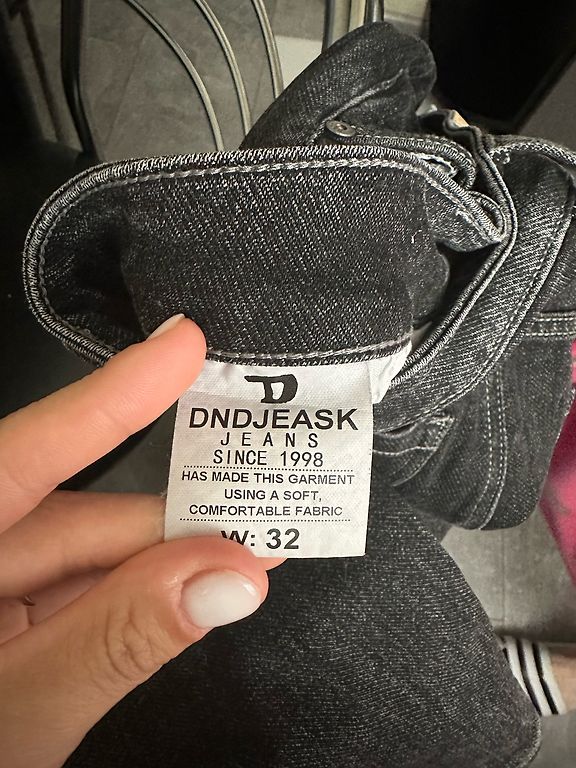 D
DNDJEASK
JEANS
SINCE 1998
HAS MADE THIS GARMENT
USING A SOFT,
COMFORTABLE FABRIC
W: 32